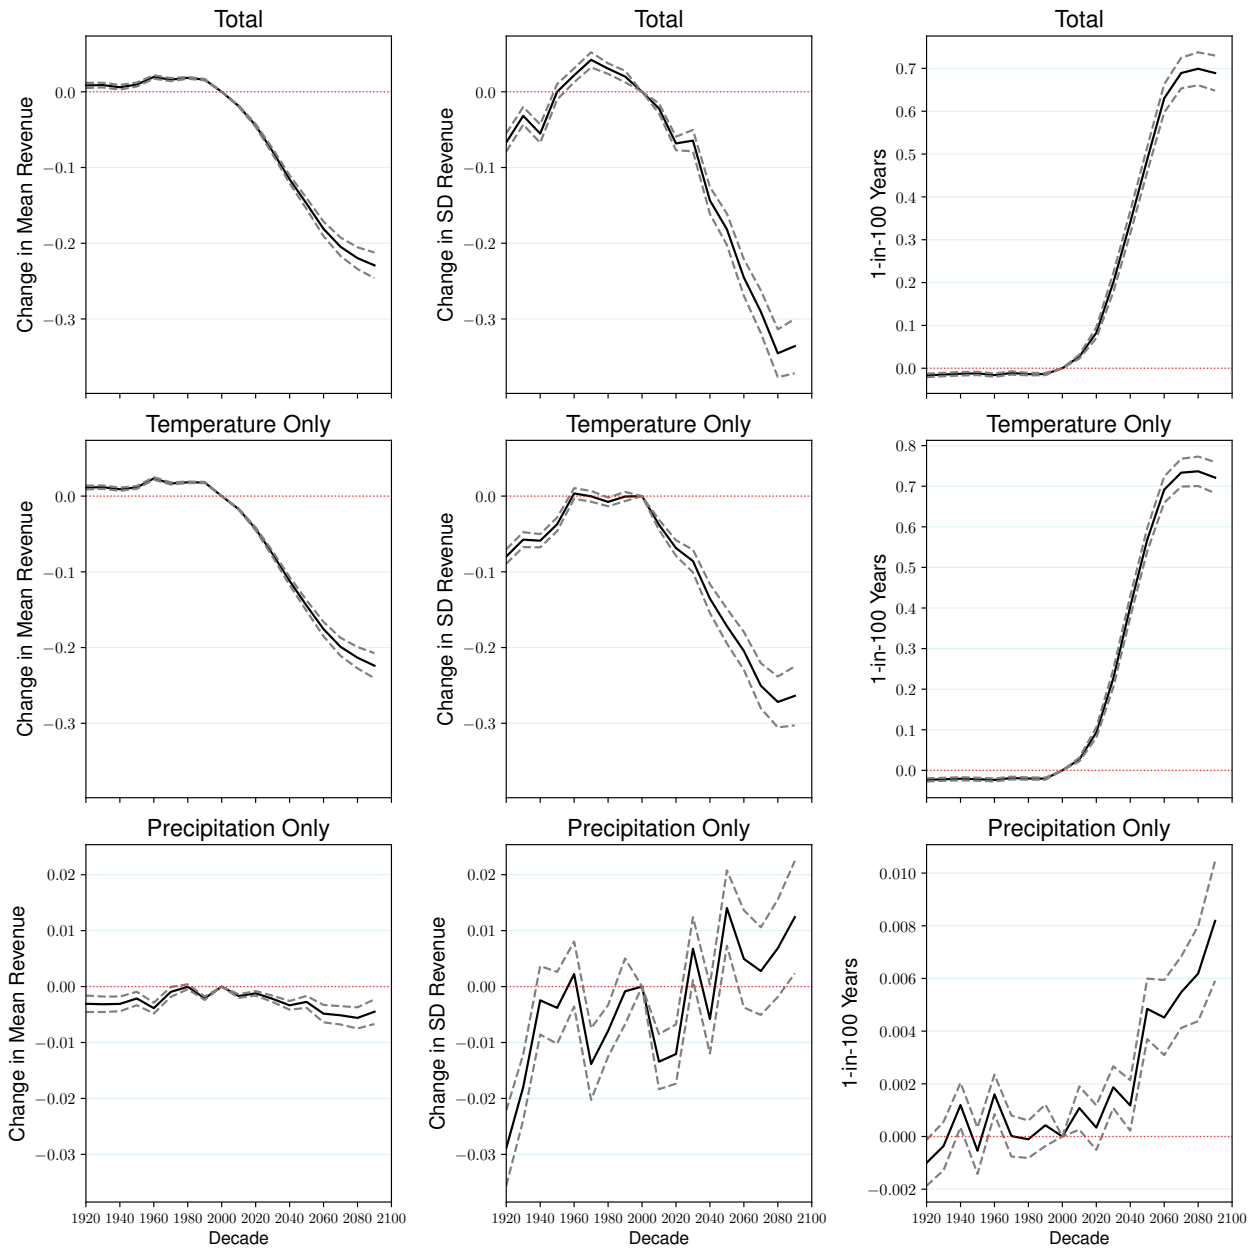 Total
Total
Total
Change in Mean Revenue
0.0
−0.1
−0.2
−0.3
Change in SD Revenue
0.0
−0.1
−0.2
−0.3
1-in-100 Years
0.7
0.6
0.5
0.4
0.3
0.2
0.1
0.0
Temperature Only
Temperature Only
Temperature Only
Change in Mean Revenue
0.0
−0.1
−0.2
−0.3
Change in SD Revenue
0.0
−0.1
−0.2
−0.3
1-in-100 Years
0.8
0.7
0.6
0.5
0.4
0.3
0.2
0.1
0.0
Precipitation Only
Precipitation Only
Precipitation Only
Change in Mean Revenue
0.02
0.01
0.00
−0.01
−0.02
−0.03
Change in SD Revenue
0.02
0.01
0.00
−0.01
−0.02
−0.03
1-in-100 Years
0.010
0.008
0.006
0.004
0.002
0.000
−0.002
1920 1940 1960 1980 2000 2020 2040 2060 2080 2100
Decade
1920 1940 1960 1980 2000 2020 2040 2060 2080 2100
Decade
1920 1940 1960 1980 2000 2020 2040 2060 2080 2100
Decade